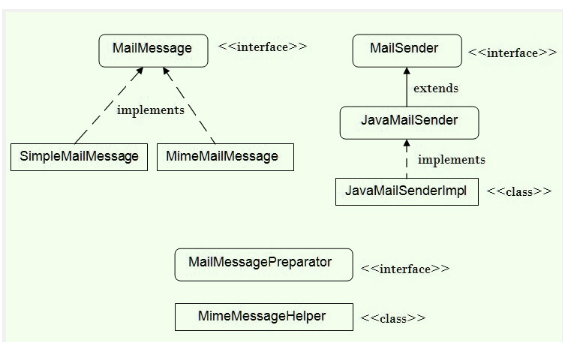 MailMessage <<interface>>
MailSender <<interface>>
extends
implements
JavaMailSender
SimpleMailMessage
MimeMailMessage
implements
JavaMailSenderImpl <<class>>
MailMessagePreparator <<interface>>
MimeMessageHelper <<class>>